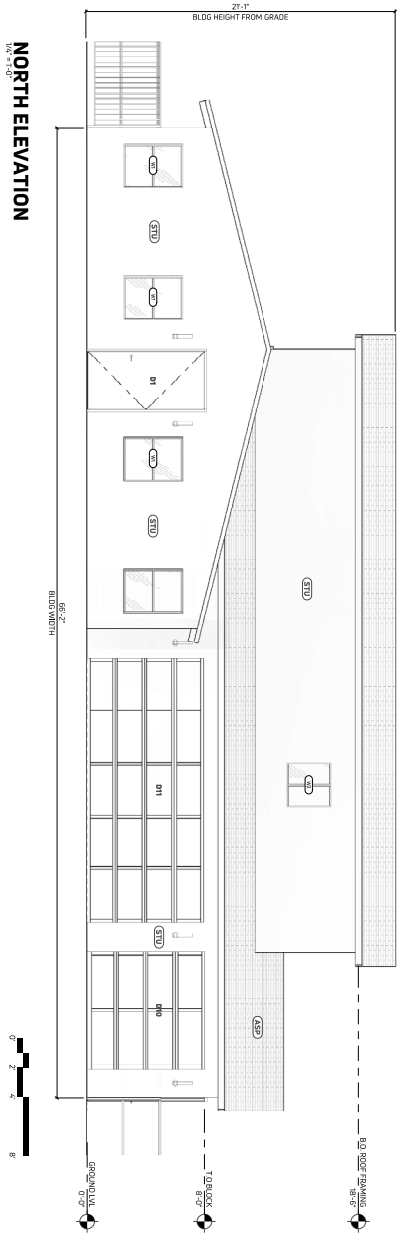 21'-1"
BLDG HEIGHT FROM GRADE
B.O. ROOF FRAMING
18'-6"
T.O BLOCK
8'-0"
GROUND LVL
0'-0"
STU
W1
ASP
W1
STU
W1
D1
W1
STU
D11
STU
D10
66'-2"
BLDG WIDTH
NORTH ELEVATION
1/4" = 1'-0"
0' 2' 4' 8'